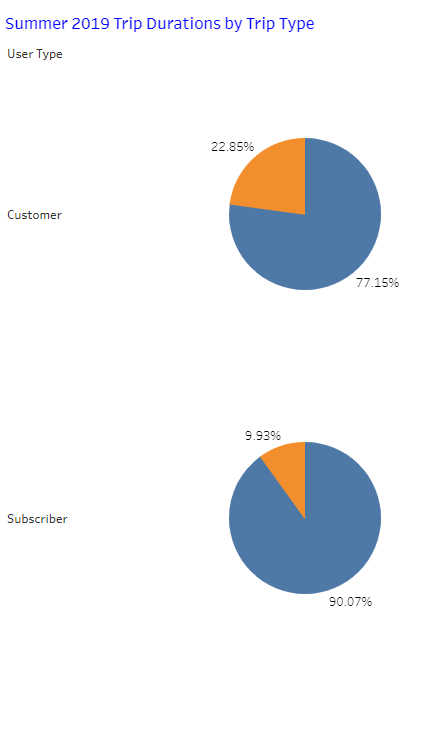 Summer 2019 Trip Durations by Trip Type
User Type
22.85%
Customer
77.15%
9.93%
Subscriber
90.07%